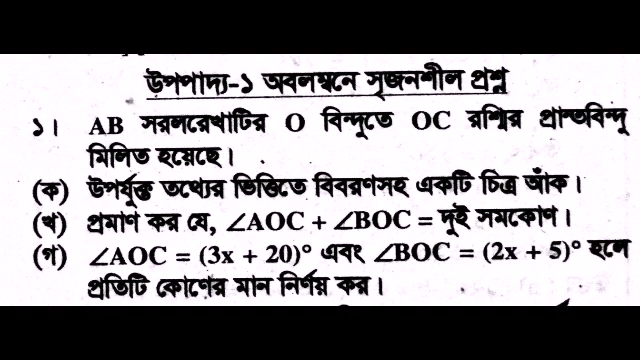 উপপাদ্য-১ অবলম্বনে সৃজনশীল প্রশ্ন
১। AB সরলরেখাটির O বিন্দুতে OC রশ্মির প্রান্তবিন্দু
মিলিত হয়েছে।
(ক) উপর্যুক্ত তথ্যের ভিত্তিতে বিবরণসহ একটি চিত্র আঁক।
(খ) প্রমাণ কর যে, ∠AOC + ∠BOC = দুই সমকোণ।
(গ) ∠AOC = (3x + 20)° এবং ∠BOC = (2x + 5)° হলে
প্রতিটি কোণের মান নির্ণয় কর।